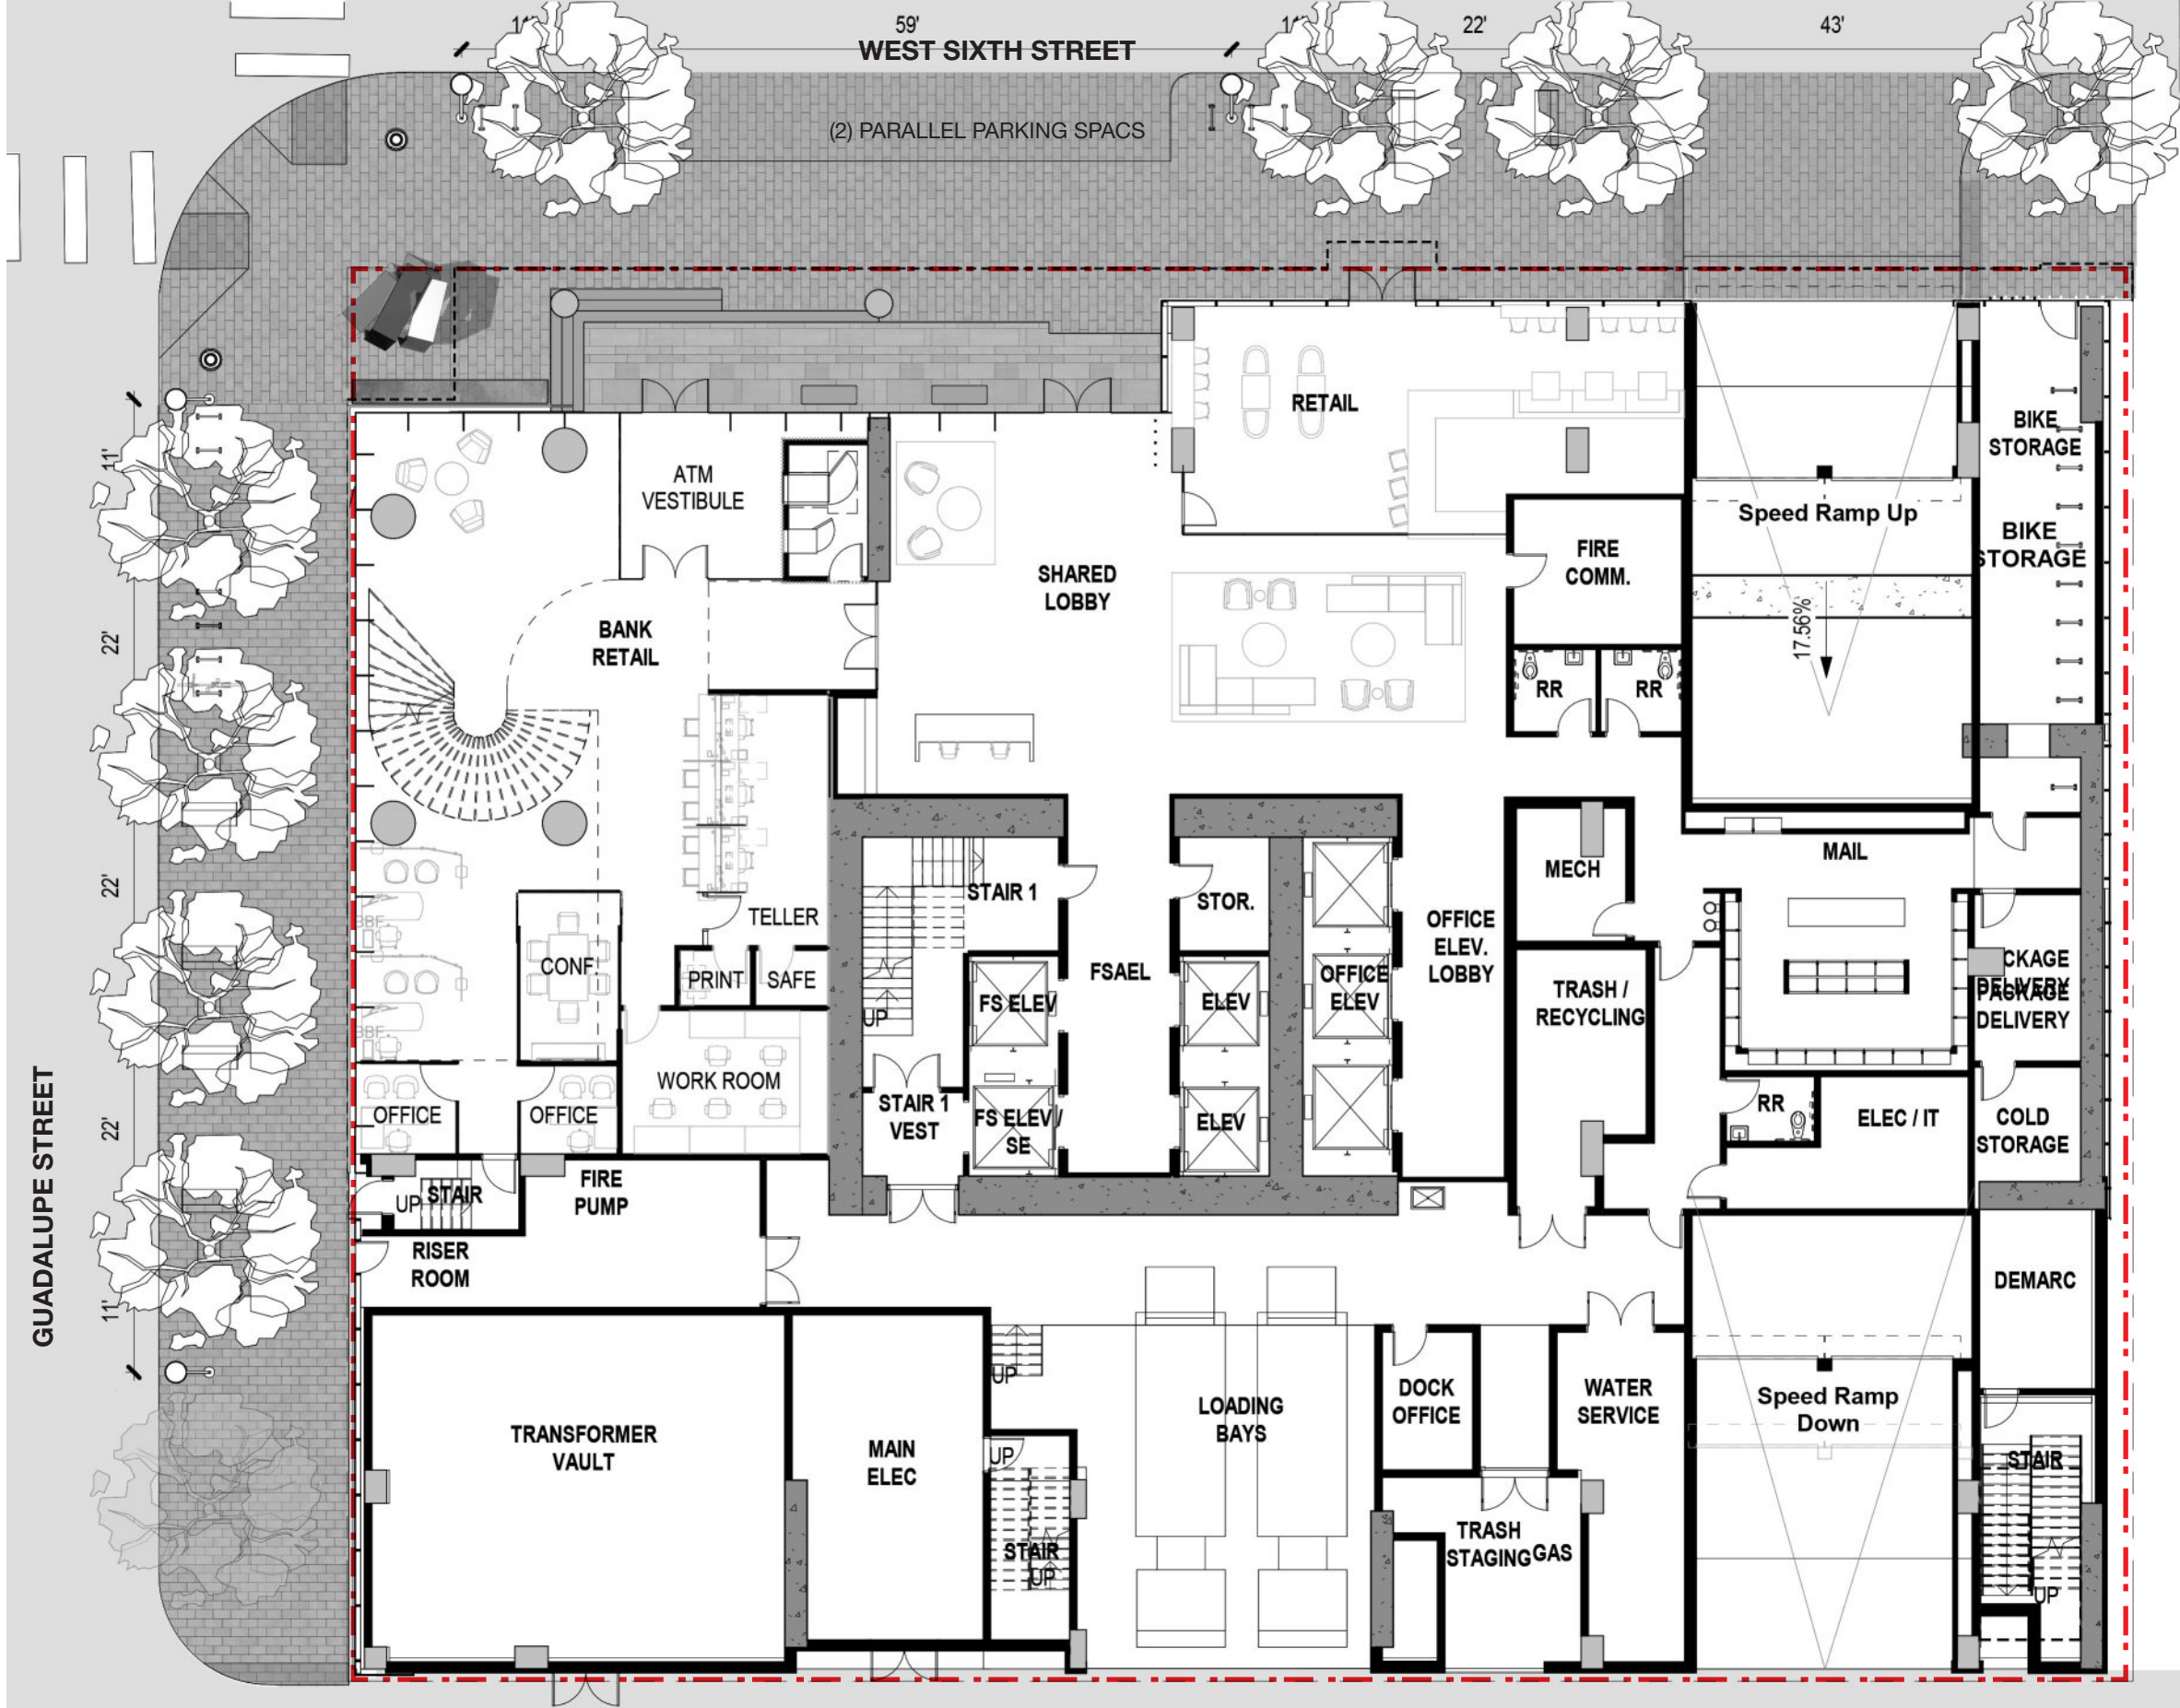 59'
22'
43'
WEST SIXTH STREET
(2) PARALLEL PARKING SPACS
RETAIL
BIKE
STORAGE
ATM
VESTIBULE
Speed Ramp Up
BIKE
STORAGE
11'
FIRE
COMM.
SHARED
LOBBY
17.56%
22'
BANK
RETAIL
RR
RR
MAIL
22'
MECH
STAIR 1
STOR.
TELLER
OFFICE
ELEV.
LOBBY
CONF.
PRINT
SAFE
FSAEL
FS ELEV
ELEV
OFFICE
ELEV
TRASH /
RECYCLING
CKAGE
DELIVERY
PACKAGE
DELIVERY
UP
BBF
BBF
WORK ROOM
OFFICE
OFFICE
STAIR 1
VEST
FS ELEV /
SE
ELEV
RR
ELEC / IT
COLD
STORAGE
22'
GUADALUPE STREET
UP
STAIR
FIRE
PUMP
RISER
ROOM
DEMARC
11'
UP
TRANSFORMER
VAULT
MAIN
ELEC
UP
STAIR
UP
LOADING
BAYS
DOCK
OFFICE
WATER
SERVICE
Speed Ramp
Down
STAIR
UP
TRASH
STAGING
GAS